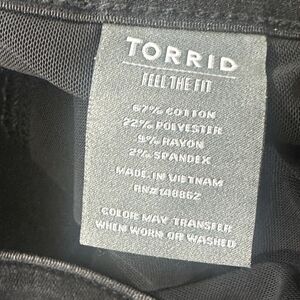 TORRID
FEEL THE FIT
67% COTTON
22% POLYESTER
9% RAYON
2% SPANDEX
MADE IN VIETNAM
RN#148862
COLOR MAY TRANSFER
WHEN WORN OR WASHED